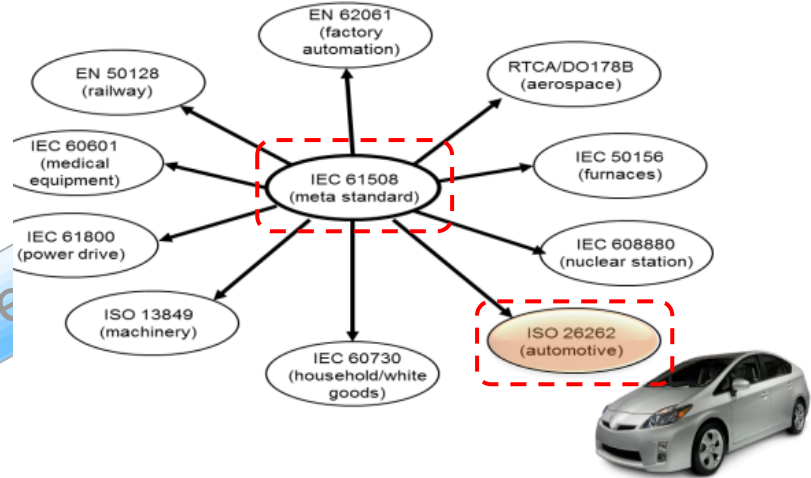 EN 62061
(factory
automation)
EN 50128
(railway)
RTCA/DO178B
(aerospace)
IEC 60601
(medical
equipment)
IEC 61508
(meta standard)
IEC 50156
(furnaces)
IEC 61800
(power drive)
IEC 608880
(nuclear station)
ISO 13849
(machinery)
ISO 26262
(automotive)
IEC 60730
(household/white
goods)
e